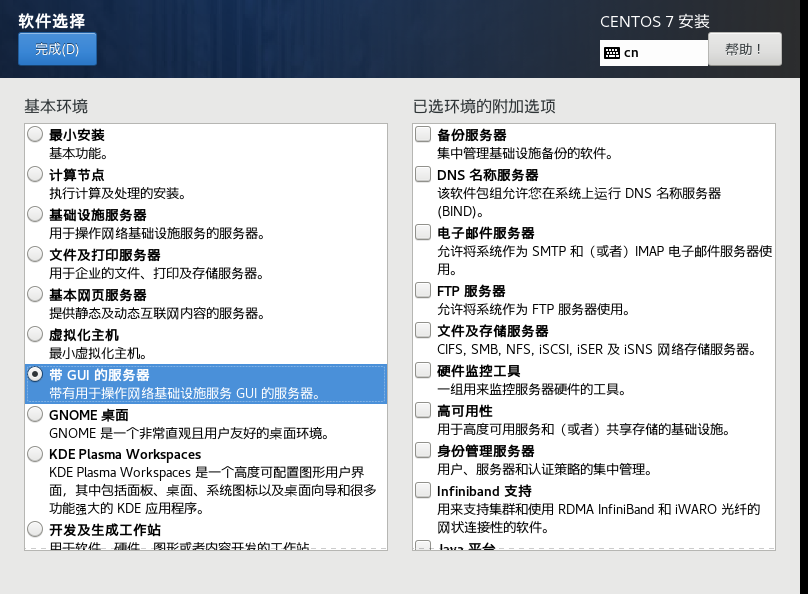 软件选择
完成(D)
CENTOS 7 安装
cn
帮助！
基本环境
最小安装
基本功能。
计算节点
执行计算及处理的安装。
基础设施服务器
用于操作网络基础设施服务的服务器。
文件及打印服务器
用于企业的文件、打印及存储服务器。
基本网页服务器
提供静态及动态互联网内容的服务器。
虚拟化主机
最小虚拟化主机。
带 GUI 的服务器
带有用于操作网络基础设施服务 GUI 的服务器。
GNOME 桌面
GNOME 是一个非常直观且用户友好的桌面环境。
KDE Plasma Workspaces
KDE Plasma Workspaces 是一个高度可配置图形用户界
面，其中包括面板、桌面、系统图标以及桌面向导和很多
功能强大的 KDE 应用程序。
开发及生成工作站
用于软件、硬件、图形或者内容开发的工作站。
已选环境的附加选项
备份服务器
集中管理基础设施备份的软件。
DNS 名称服务器
该软件包组允许您在系统上运行 DNS 名称服务器
(BIND)。
电子邮件服务器
允许将系统作为 SMTP 和（或者）IMAP 电子邮件服务器使
用。
FTP 服务器
允许将系统作为 FTP 服务器使用。
文件及存储服务器
CIFS, SMB, NFS, iSCSI, iSER 及 iSNS 网络存储服务器。
硬件监控工具
一组用来监控服务器硬件的工具。
高可用性
用于高度可用服务和（或者）共享存储的基础设施。
身份管理服务器
用户、服务器和认证策略的集中管理。
Infiniband 支持
用来支持集群和使用 RDMA InfiniBand 和 iWARO 光纤的
网状连接性的软件。
Java 平台